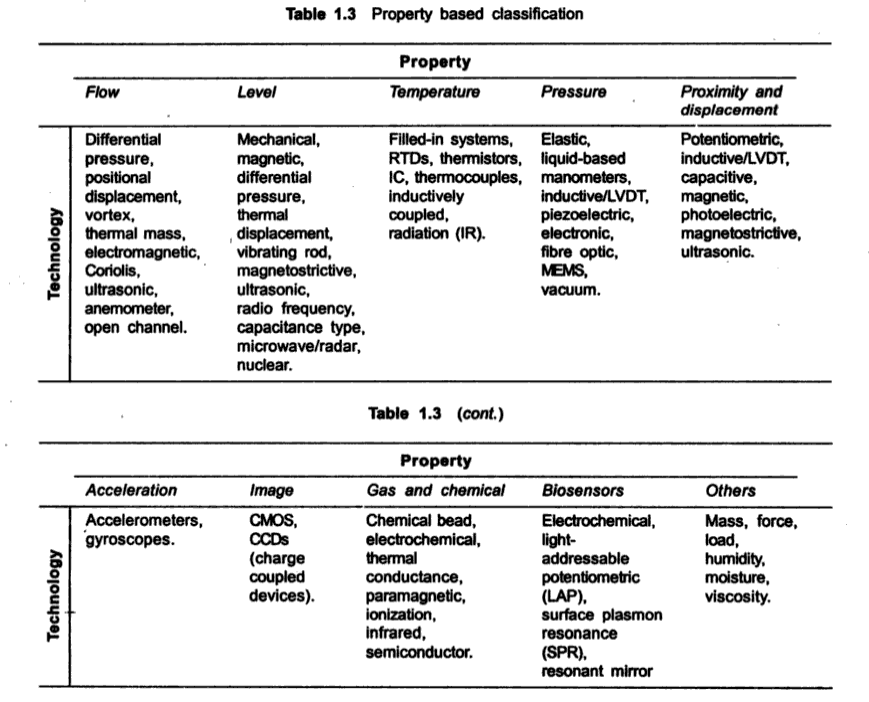 Table 1.3 Property based classification
Property
Flow
Level
Temperature
Pressure
Proximity and
displacement
Technology
Differential
pressure,
positional
displacement,
vortex,
thermal mass,
electromagnetic,
Coriolis,
ultrasonic,
anemometer,
open channel.
Mechanical,
magnetic,
differential
pressure,
thermal
displacement,
vibrating rod,
magnetostrictive,
ultrasonic,
radio frequency,
capacitance type,
microwave/radar,
nuclear.
Filled-in systems,
RTDs, thermistors,
IC, thermocouples,
inductively
coupled,
radiation (IR).
Elastic,
liquid-based
manometers,
inductive/LVDT,
piezoelectric,
electronic,
fibre optic,
MEMS,
vacuum.
Potentiometric,
inductive/LVDT,
capacitive,
magnetic,
photoelectric,
magnetostrictive,
ultrasonic.
Table 1.3 (cont.)
Property
Acceleration
Image
Gas and chemical
Biosensors
Others
Technology
Accelerometers,
gyroscopes.
CMOS,
CCDs
(charge
coupled
devices).
Chemical bead,
electrochemical,
thermal
conductance,
paramagnetic,
ionization,
infrared,
semiconductor.
Electrochemical,
light-
addressable
potentiometric
(LAP),
surface plasmon
resonance
(SPR),
resonant mirror
Mass, force,
load,
humidity,
moisture,
viscosity.